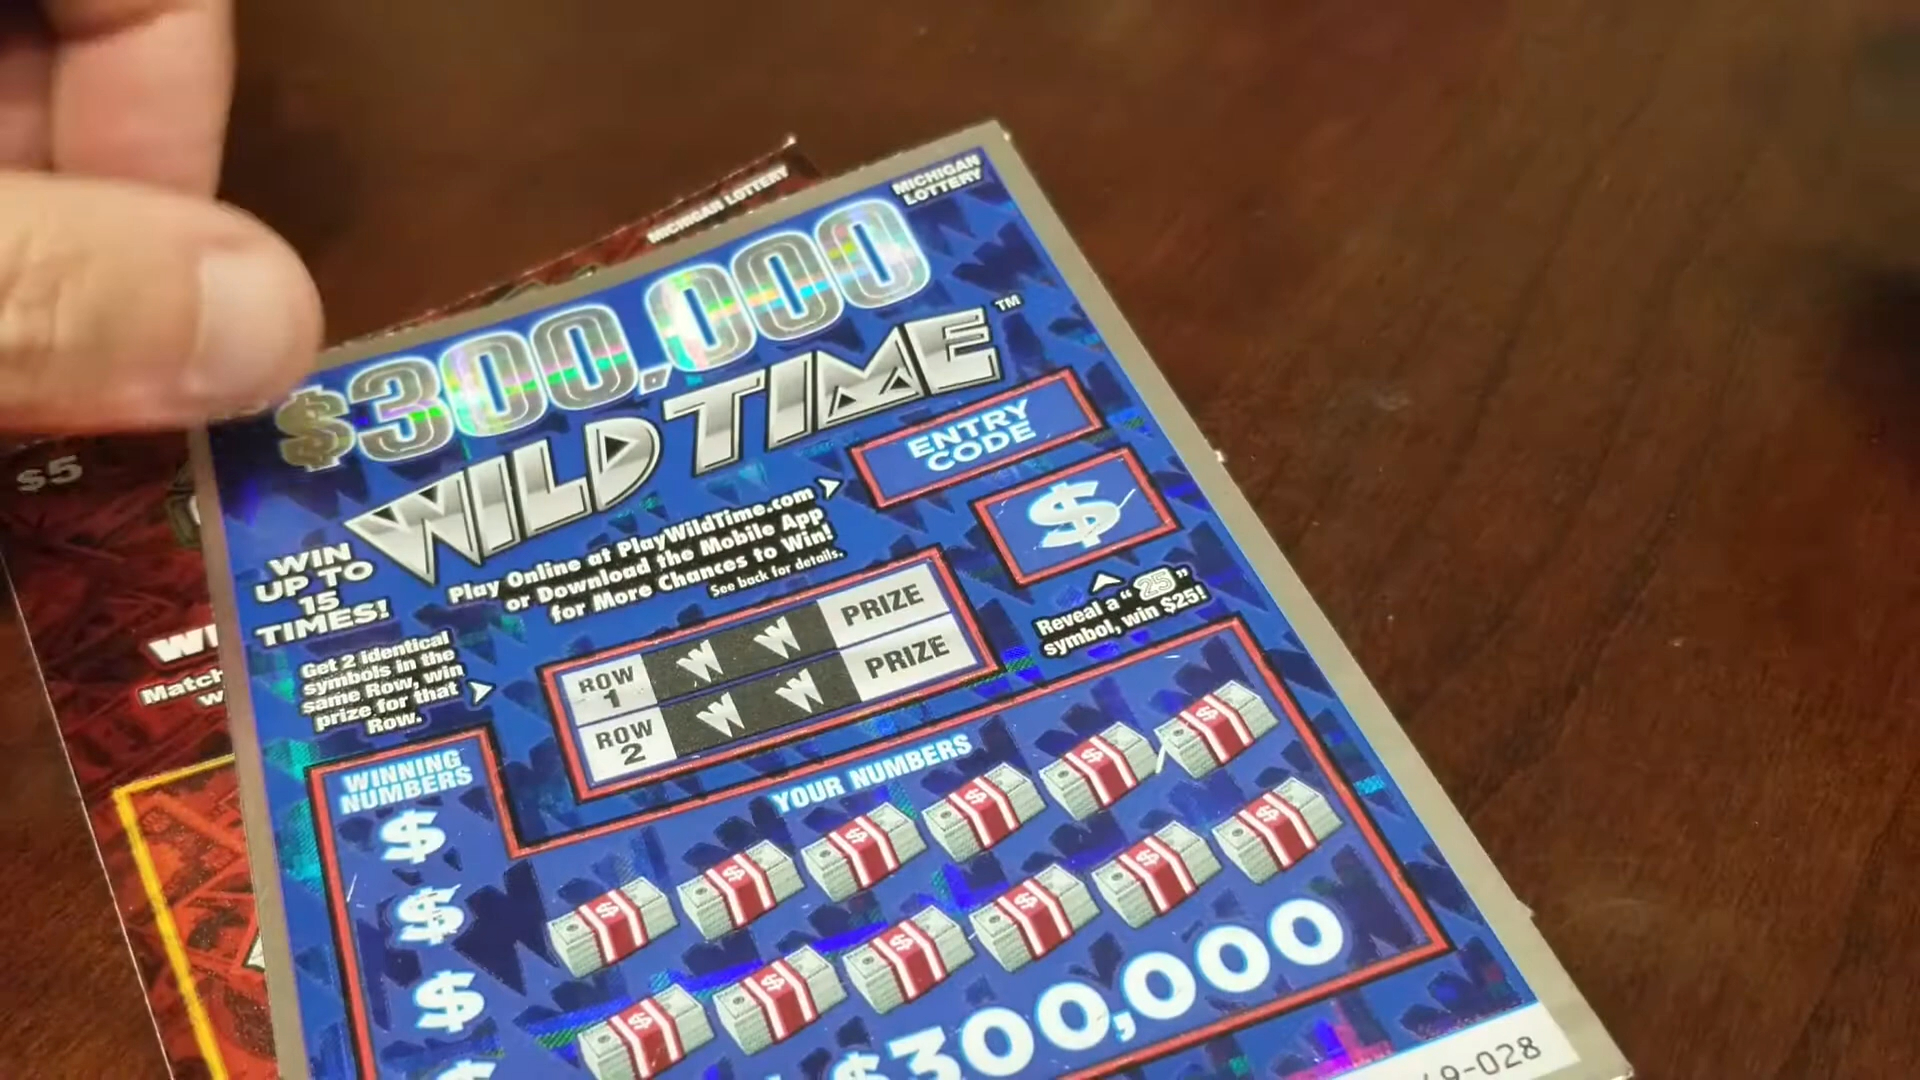 MICHIGAN LOTTERY
MICHIGAN
LOTTERY
$300,000
WILD TIME™
$5
ENTRY
CODE
$
Play Online at PlayWildTime.com
or Download the Mobile App
for More Chances to Win!
See back for details.
WIN
UP TO
15
TIMES!
Reveal a "25"
symbol, win $25!
Get 2 identical
symbols in the
same Row, win
prize for that
Row.
ROW 1 W W PRIZE
ROW 2 W W PRIZE
Match
WINNING
NUMBERS
YOUR NUMBERS
$
$
$
$300,000
9-028